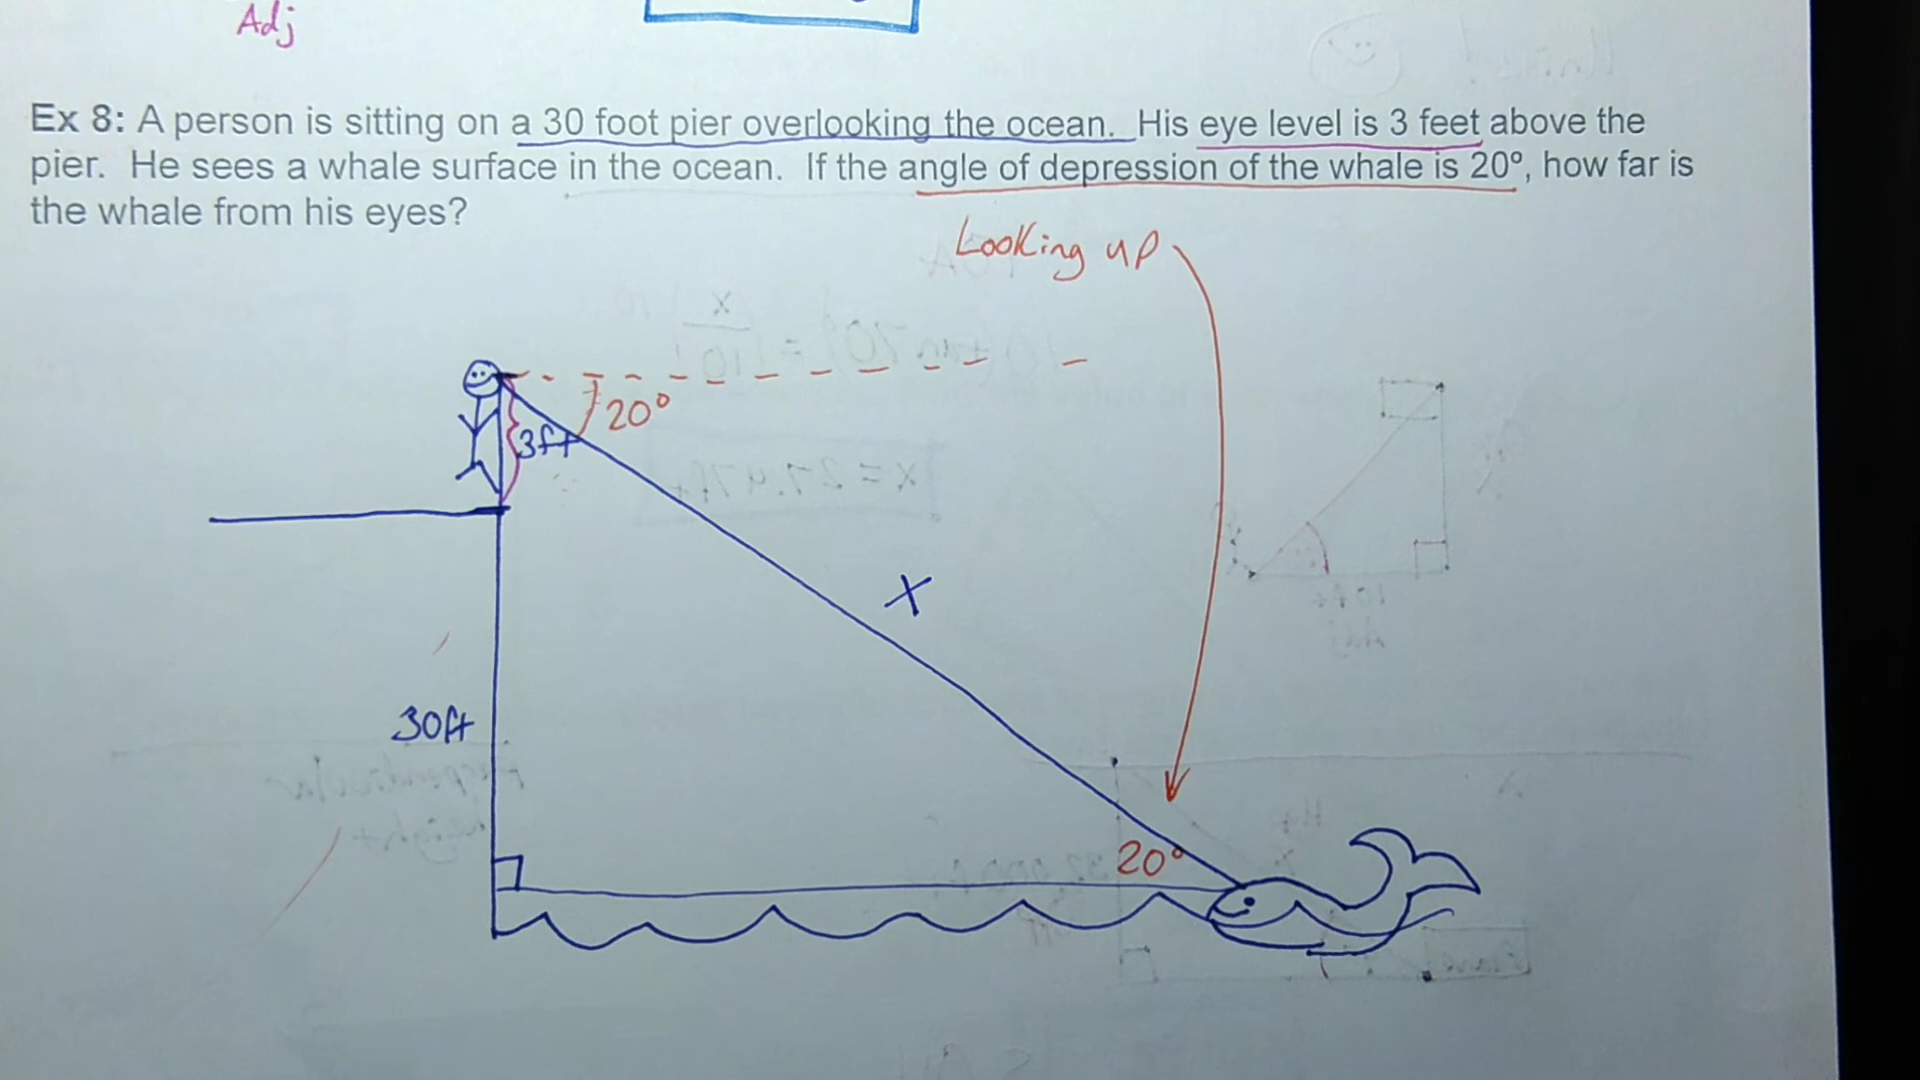 Adj
Ex 8: A person is sitting on a 30 foot pier overlooking the ocean. His eye level is 3 feet above the
pier. He sees a whale surface in the ocean. If the angle of depression of the whale is 20º, how far is
the whale from his eyes?
Looking up
20°
3ft
X
30ft
20°